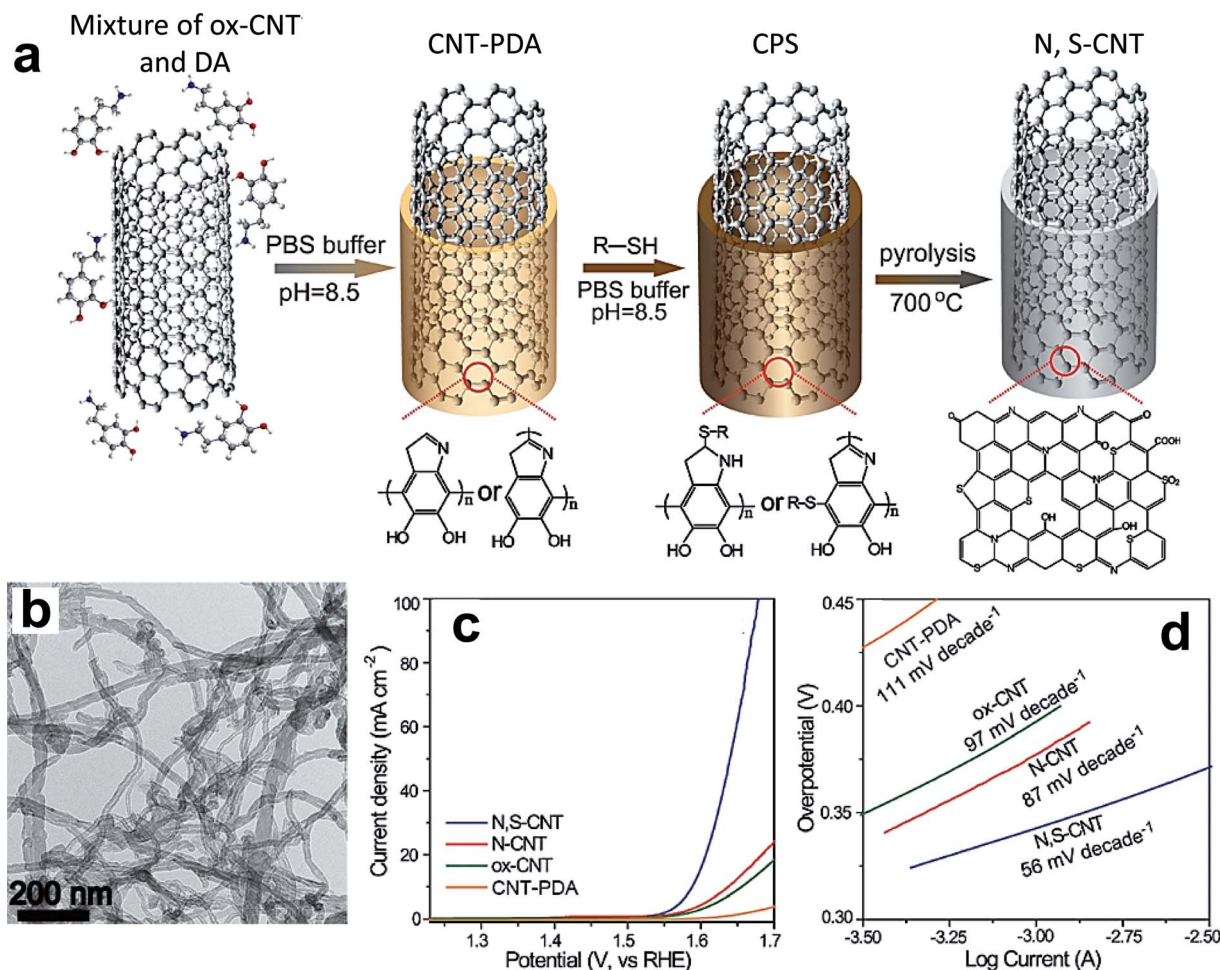 a
Mixture of ox-CNT
and DA
CNT-PDA
CPS
N, S-CNT
PBS buffer
pH=8.5
R—SH
PBS buffer
pH=8.5
pyrolysis
700 °C
N
n
HO
OH
or
N
n
HO
OH
S-R
NH
n
HO
OH
or
R-S
N
n
HO
OH
O
N
N
O
O
S
COOH
N
N
SO2
S
S
OH
OH
N
S
S
N
S
N
b
200 nm
c
Current density (mA cm-2)
100
80
60
40
20
0
N,S-CNT
N-CNT
ox-CNT
CNT-PDA
1.3
1.4
1.5
1.6
1.7
Potential (V, vs RHE)
d
Overpotential (V)
0.45
0.40
0.35
0.30
CNT-PDA
111 mV decade-1
ox-CNT
97 mV decade-1
N-CNT
87 mV decade-1
N,S-CNT
56 mV decade-1
-3.50
-3.25
-3.00
-2.75
-2.50
Log Current (A)